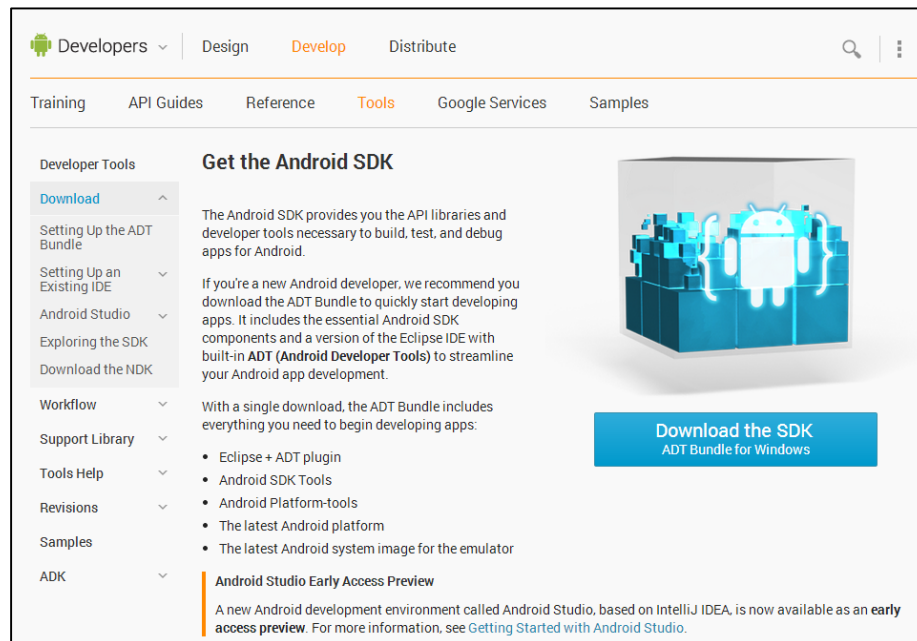 Developers Design Develop Distribute
Training API Guides Reference Tools Google Services Samples
Developer Tools
Download
Setting Up the ADT
Bundle
Setting Up an
Existing IDE
Android Studio
Exploring the SDK
Download the NDK
Workflow
Support Library
Tools Help
Revisions
Samples
ADK
Get the Android SDK
The Android SDK provides you the API libraries and
developer tools necessary to build, test, and debug
apps for Android.
If you're a new Android developer, we recommend you
download the ADT Bundle to quickly start developing
apps. It includes the essential Android SDK
components and a version of the Eclipse IDE with
built-in ADT (Android Developer Tools) to streamline
your Android app development.
With a single download, the ADT Bundle includes
everything you need to begin developing apps:
• Eclipse + ADT plugin
• Android SDK Tools
• Android Platform-tools
• The latest Android platform
• The latest Android system image for the emulator
Android Studio Early Access Preview
A new Android development environment called Android Studio, based on IntelliJ IDEA, is now available as an early
access preview. For more information, see Getting Started with Android Studio.
{ }
Download the SDK
ADT Bundle for Windows